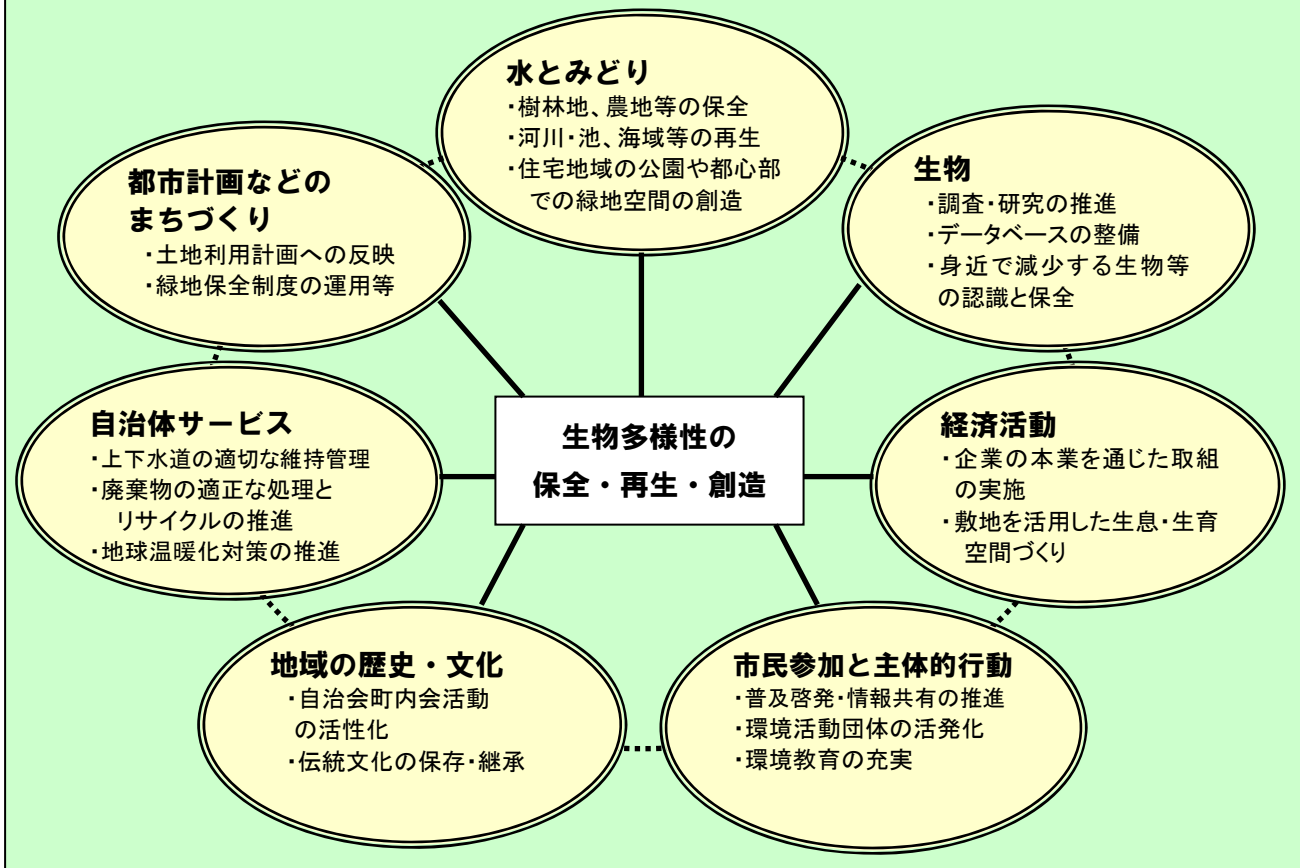 水とみどり
・樹林地、農地等の保全
・河川・池、海域等の再生
・住宅地域の公園や都心部
での緑地空間の創造
都市計画などの
まちづくり
・土地利用計画への反映
・緑地保全制度の運用等
生物
・調査・研究の推進
・データベースの整備
・身近で減少する生物等
の認識と保全
自治体サービス
・上下水道の適切な維持管理
・廃棄物の適正な処理と
リサイクルの推進
・地球温暖化対策の推進
生物多様性の
保全・再生・創造
経済活動
・企業の本業を通じた取組
の実施
・敷地を活用した生息・生育
空間づくり
地域の歴史・文化
・自治会町内会活動
の活性化
・伝統文化の保存・継承
市民参加と主体的行動
・普及啓発・情報共有の推進
・環境活動団体の活発化
・環境教育の充実